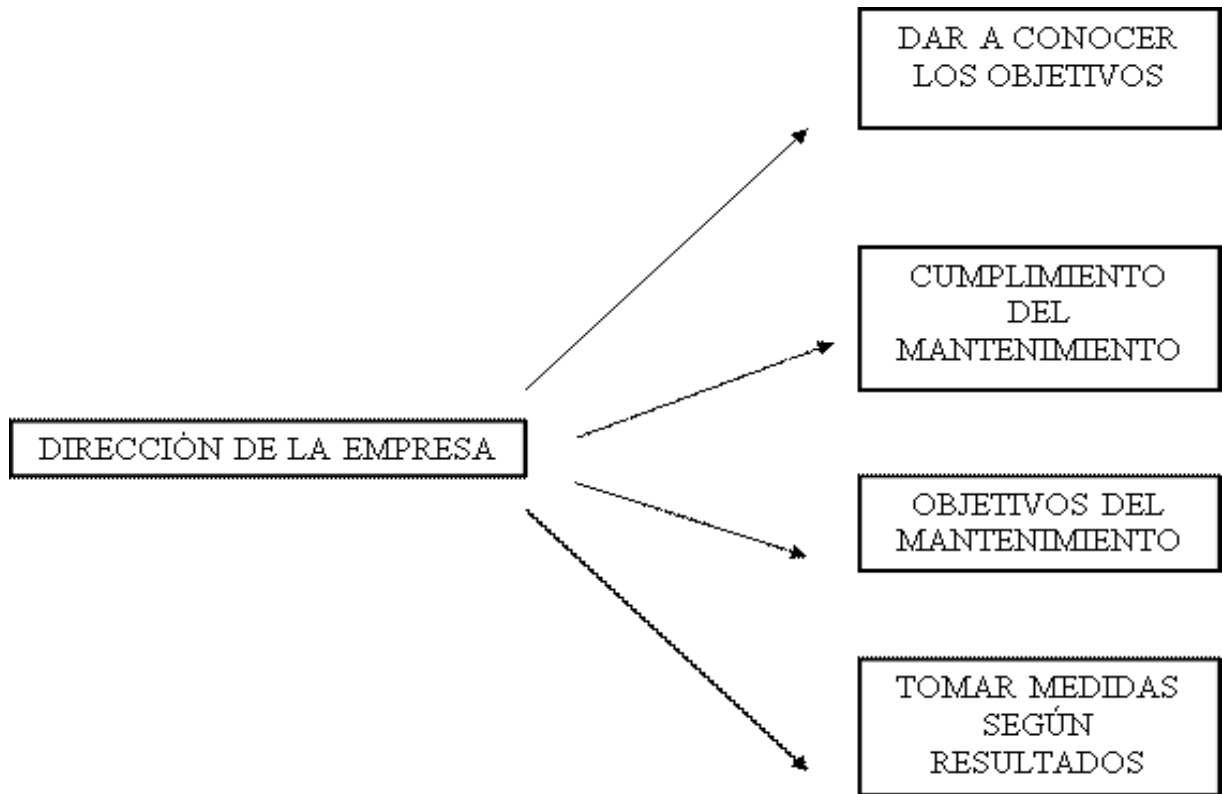 DAR A CONOCER
LOS OBJETIVOS
CUMPLIMIENTO
DEL
MANTENIMIENTO
DIRECCIÓN DE LA EMPRESA
OBJETIVOS DEL
MANTENIMIENTO
TOMAR MEDIDAS
SEGÚN
RESULTADOS